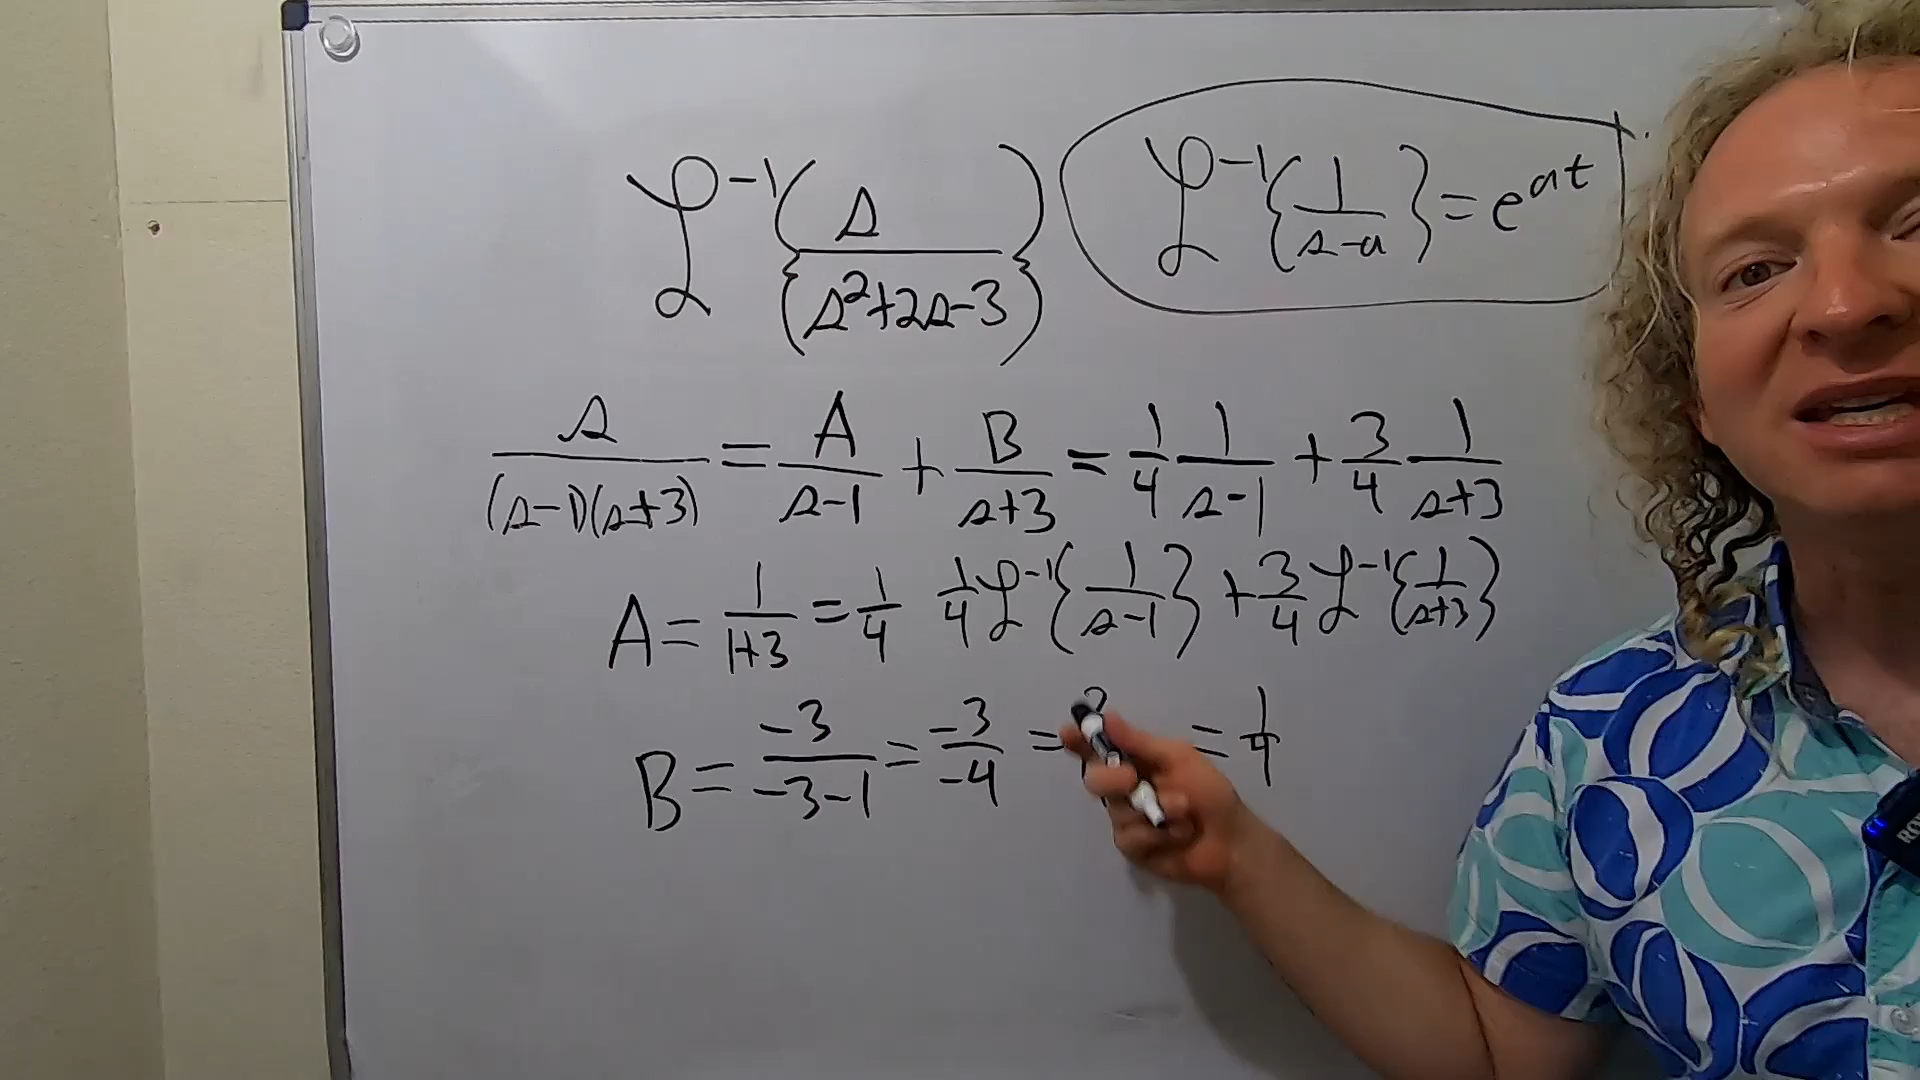 ℒ⁻¹{s/(s²+2s-3)}
ℒ⁻¹{1/(s-a)} = e^{at}
s/((s-1)(s+3)) = A/(s-1) + B/(s+3) = 1/4 1/(s-1) + 3/4 1/(s+3)
A = 1/(1+3) = 1/4
1/4 ℒ⁻¹{1/(s-1)} + 3/4 ℒ⁻¹{1/(s+3)}
B = -3/(-3-1) = -3/-4 =
= 1/4